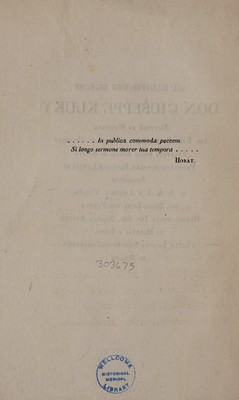 . . . . . . In publica commoda peccem
Si longo sermone morer tua tempora . . . . .
HORAT.
303675
WELLCOME
HISTORICAL
MEDICAL
LIBRARY